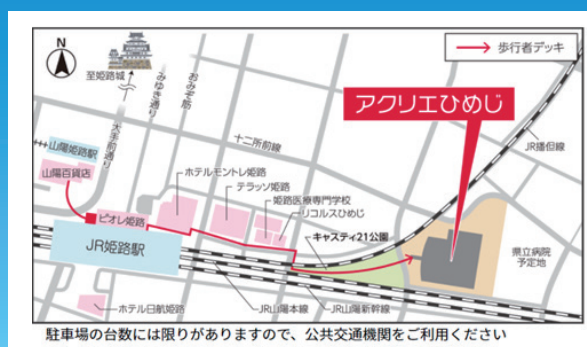 N
歩行者デッキ
至姫路城
みゆき通り
おみぞ筋
大手前通り
十二所前線
アクリエひめじ
JR播但線
山陽姫路駅
山陽百貨店
ホテルモントレ姫路
テラッソ姫路
姫路医療専門学校
リコルスひめじ
ピオレ姫路
キャスティ21公園
JR姫路駅
県立病院
予定地
ホテル日航姫路
JR山陽本線
JR山陽新幹線
駐車場の台数には限りがありますので、公共交通機関をご利用ください